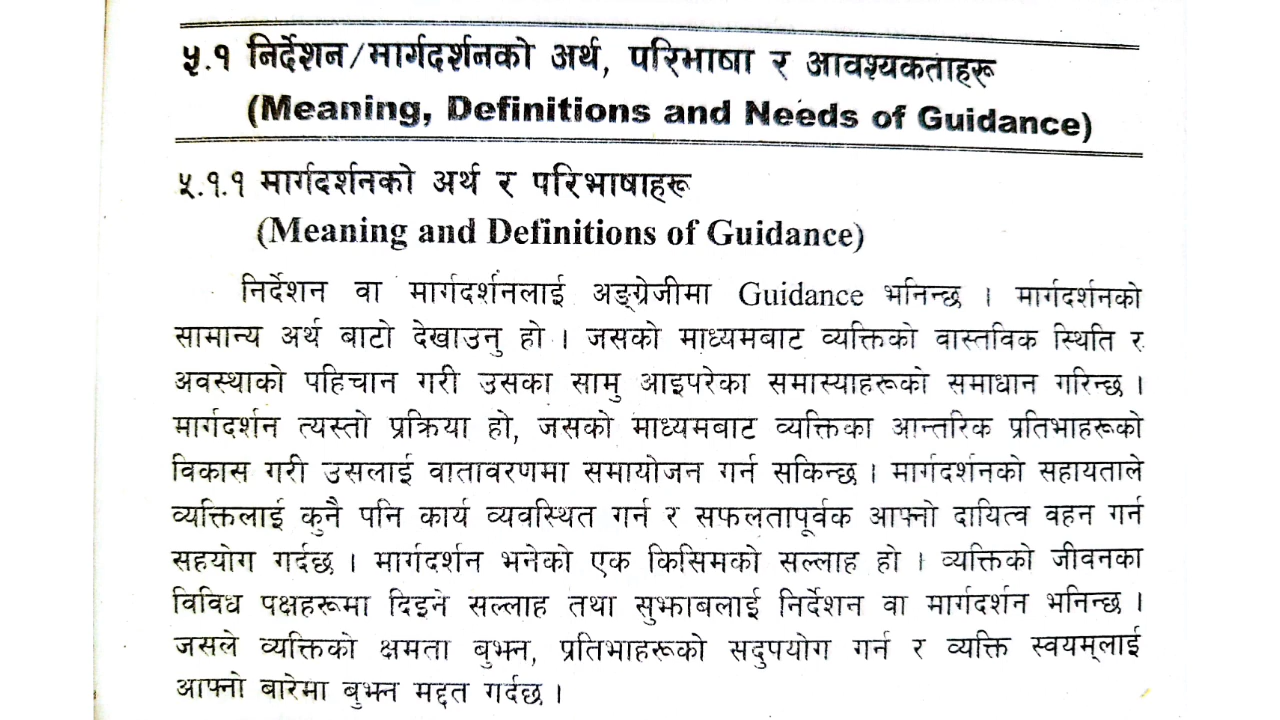 ५.१ निर्देशन/मार्गदर्शनको अर्थ, परिभाषा र आवश्यकताहरू
(Meaning, Definitions and Needs of Guidance)
५.१.१ मार्गदर्शनको अर्थ र परिभाषाहरू
(Meaning and Definitions of Guidance)
निर्देशन वा मार्गदर्शनलाई अङ्ग्रेजीमा Guidance भनिन्छ । मार्गदर्शनको
सामान्य अर्थ बाटो देखाउनु हो । जसको माध्यमबाट व्यक्तिको वास्तविक स्थिति र
अवस्थाको पहिचान गरी उसका सामु आइपरेका समास्याहरूको समाधान गरिन्छ ।
मार्गदर्शन त्यस्तो प्रक्रिया हो, जसको माध्यमबाट व्यक्तिका आन्तरिक प्रतिभाहरूको
विकास गरी उसलाई वातावरणमा समायोजन गर्न सकिन्छ । मार्गदर्शनको सहायताले
व्यक्तिलाई कुनै पनि कार्य व्यवस्थित गर्न र सफलतापूर्वक आफ्नो दायित्व वहन गर्न
सहयोग गर्दछ । मार्गदर्शन भनेको एक किसिमको सल्लाह हो । व्यक्तिको जीवनका
विविध पक्षहरूमा दिइने सल्लाह तथा सुझाबलाई निर्देशन वा मार्गदर्शन भनिन्छ ।
जसले व्यक्तिको क्षमता बुझ्न, प्रतिभाहरूको सदुपयोग गर्न र व्यक्ति स्वयम्‌लाई
आफ्नो बारेमा बुझ्न मद्दत गर्दछ ।